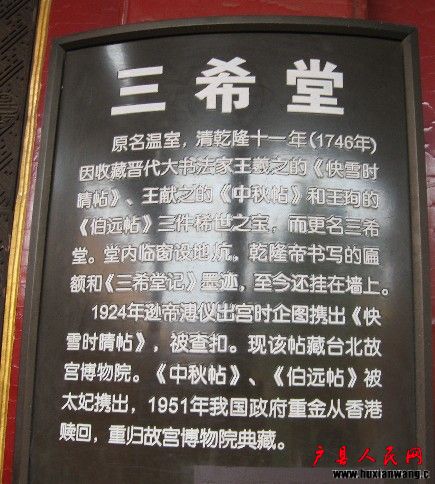 三希堂
原名温室，清乾隆十一年(1746年)
因收藏晋代大书法家王羲之的《快雪时
晴帖》、王献之的《中秋帖》和王珣的
《伯远帖》三件稀世之宝，而更名三希
堂。堂内临窗设地炕，乾隆帝书写的匾
额和《三希堂记》墨迹，至今还挂在墙上。
1924年逊帝溥仪出宫时企图携出《快
雪时晴帖》，被查扣。现该帖藏台北故
宫博物院。《中秋帖》、《伯远帖》被
太妃携出，1951年我国政府重金从香港
赎回，重归故宫博物院典藏。
户县人民网
www.huxianwang.c